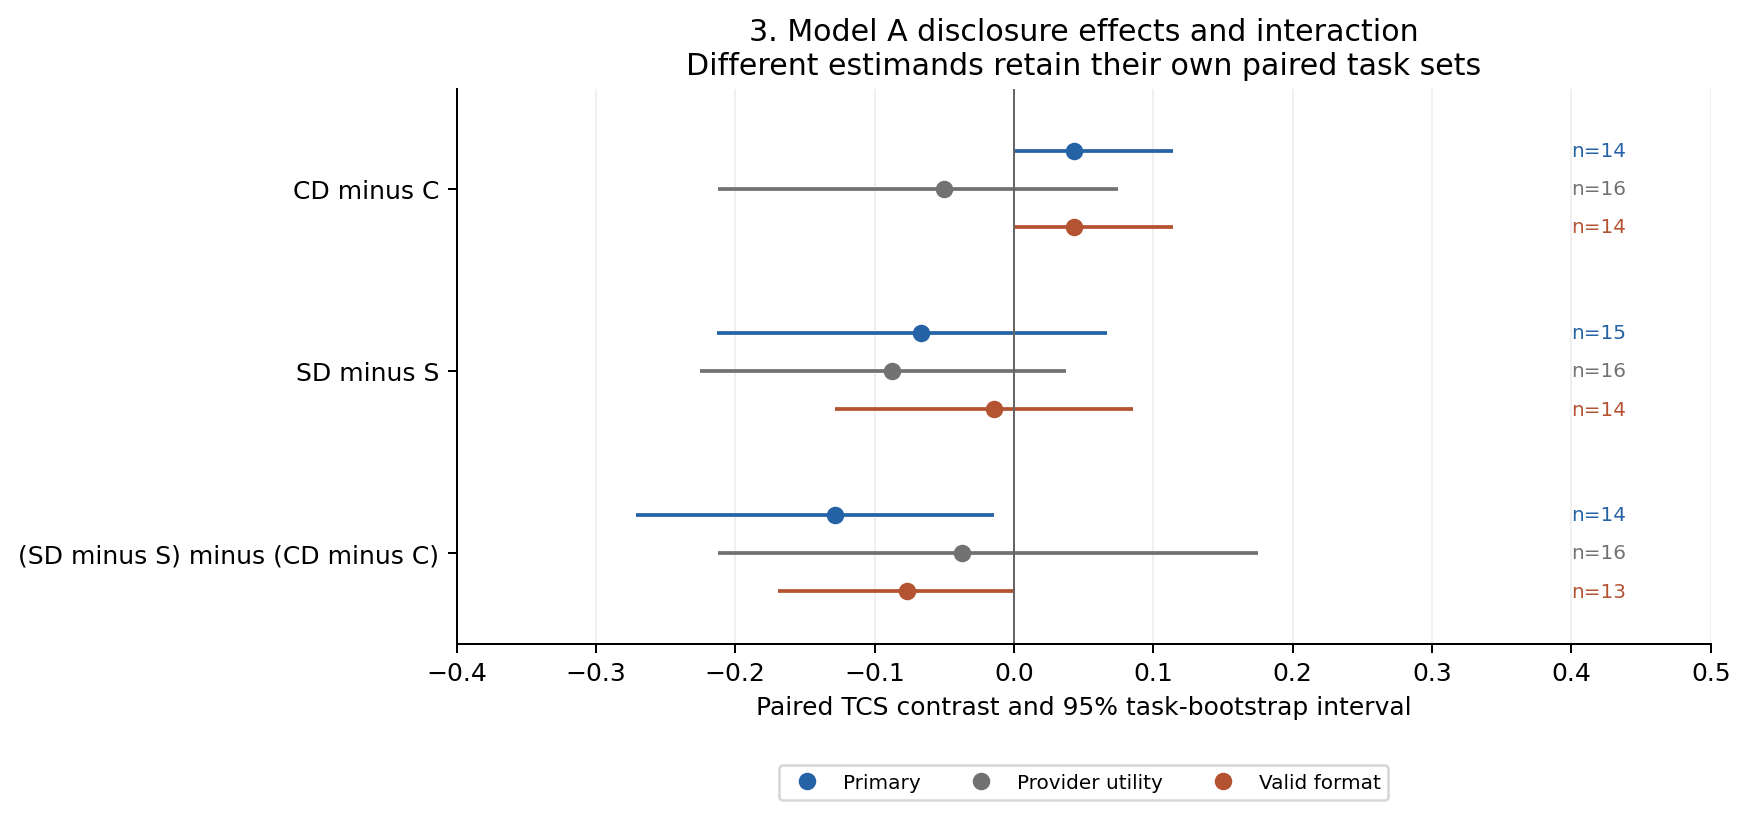 3. Model A disclosure effects and interaction
Different estimands retain their own paired task sets
CD minus C
n=14
n=16
n=14
SD minus S
n=15
n=16
n=14
(SD minus S) minus (CD minus C)
n=14
n=16
n=13
−0.4 −0.3 −0.2 −0.1 0.0 0.1 0.2 0.3 0.4 0.5
Paired TCS contrast and 95% task-bootstrap interval
Primary Provider utility Valid format